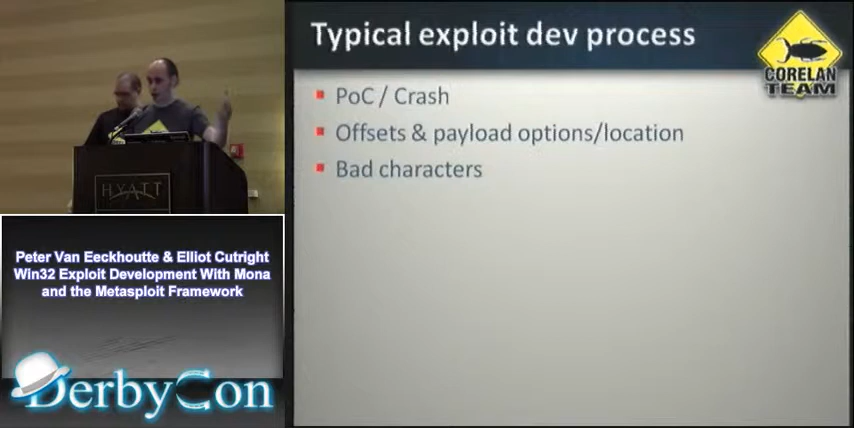 Typical exploit dev process
CORELAN
TEAM
PoC / Crash
Offsets & payload options/location
Bad characters
HYATT
Peter Van Eeckhoutte & Elliot Cutright
Win32 Exploit Development With Mona
and the Metasploit Framework
DerbyCon